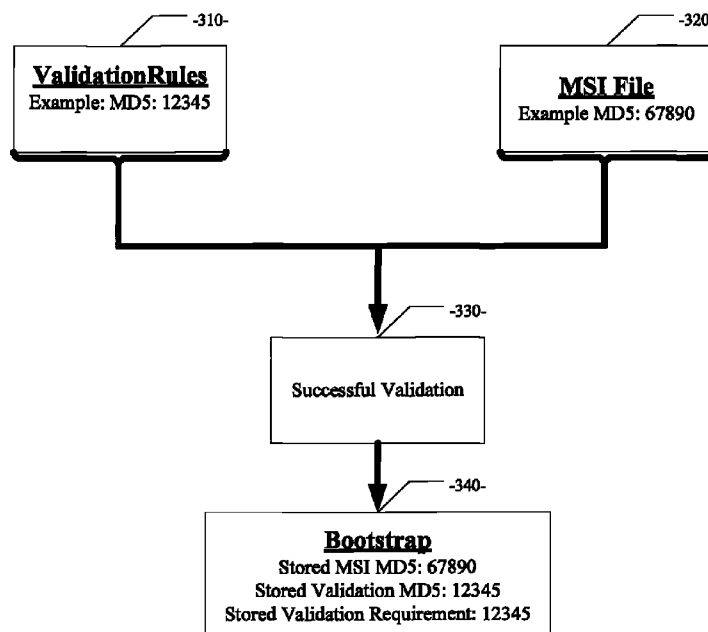 -310-
ValidationRules
Example: MD5: 12345
-320-
MSI File
Example MD5: 67890
-330-
Successful Validation
-340-
Bootstrap
Stored MSI MD5: 67890
Stored Validation MD5: 12345
Stored Validation Requirement: 12345